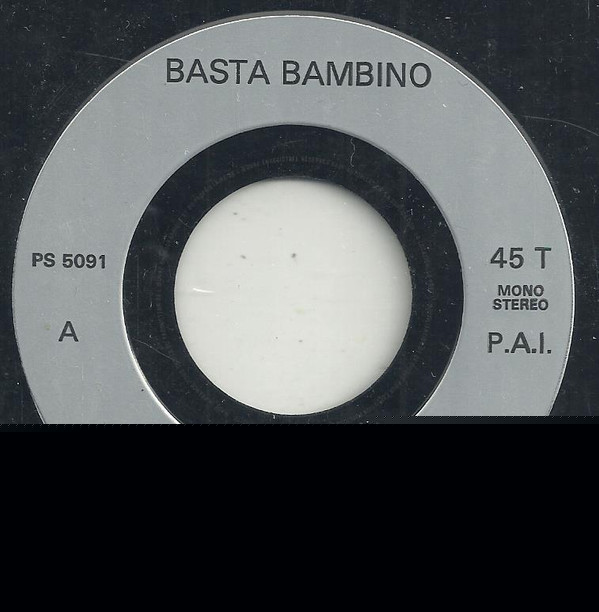 BASTA BAMBINO
PS 5091
A
45 T
MONO
STEREO
P.A.I.